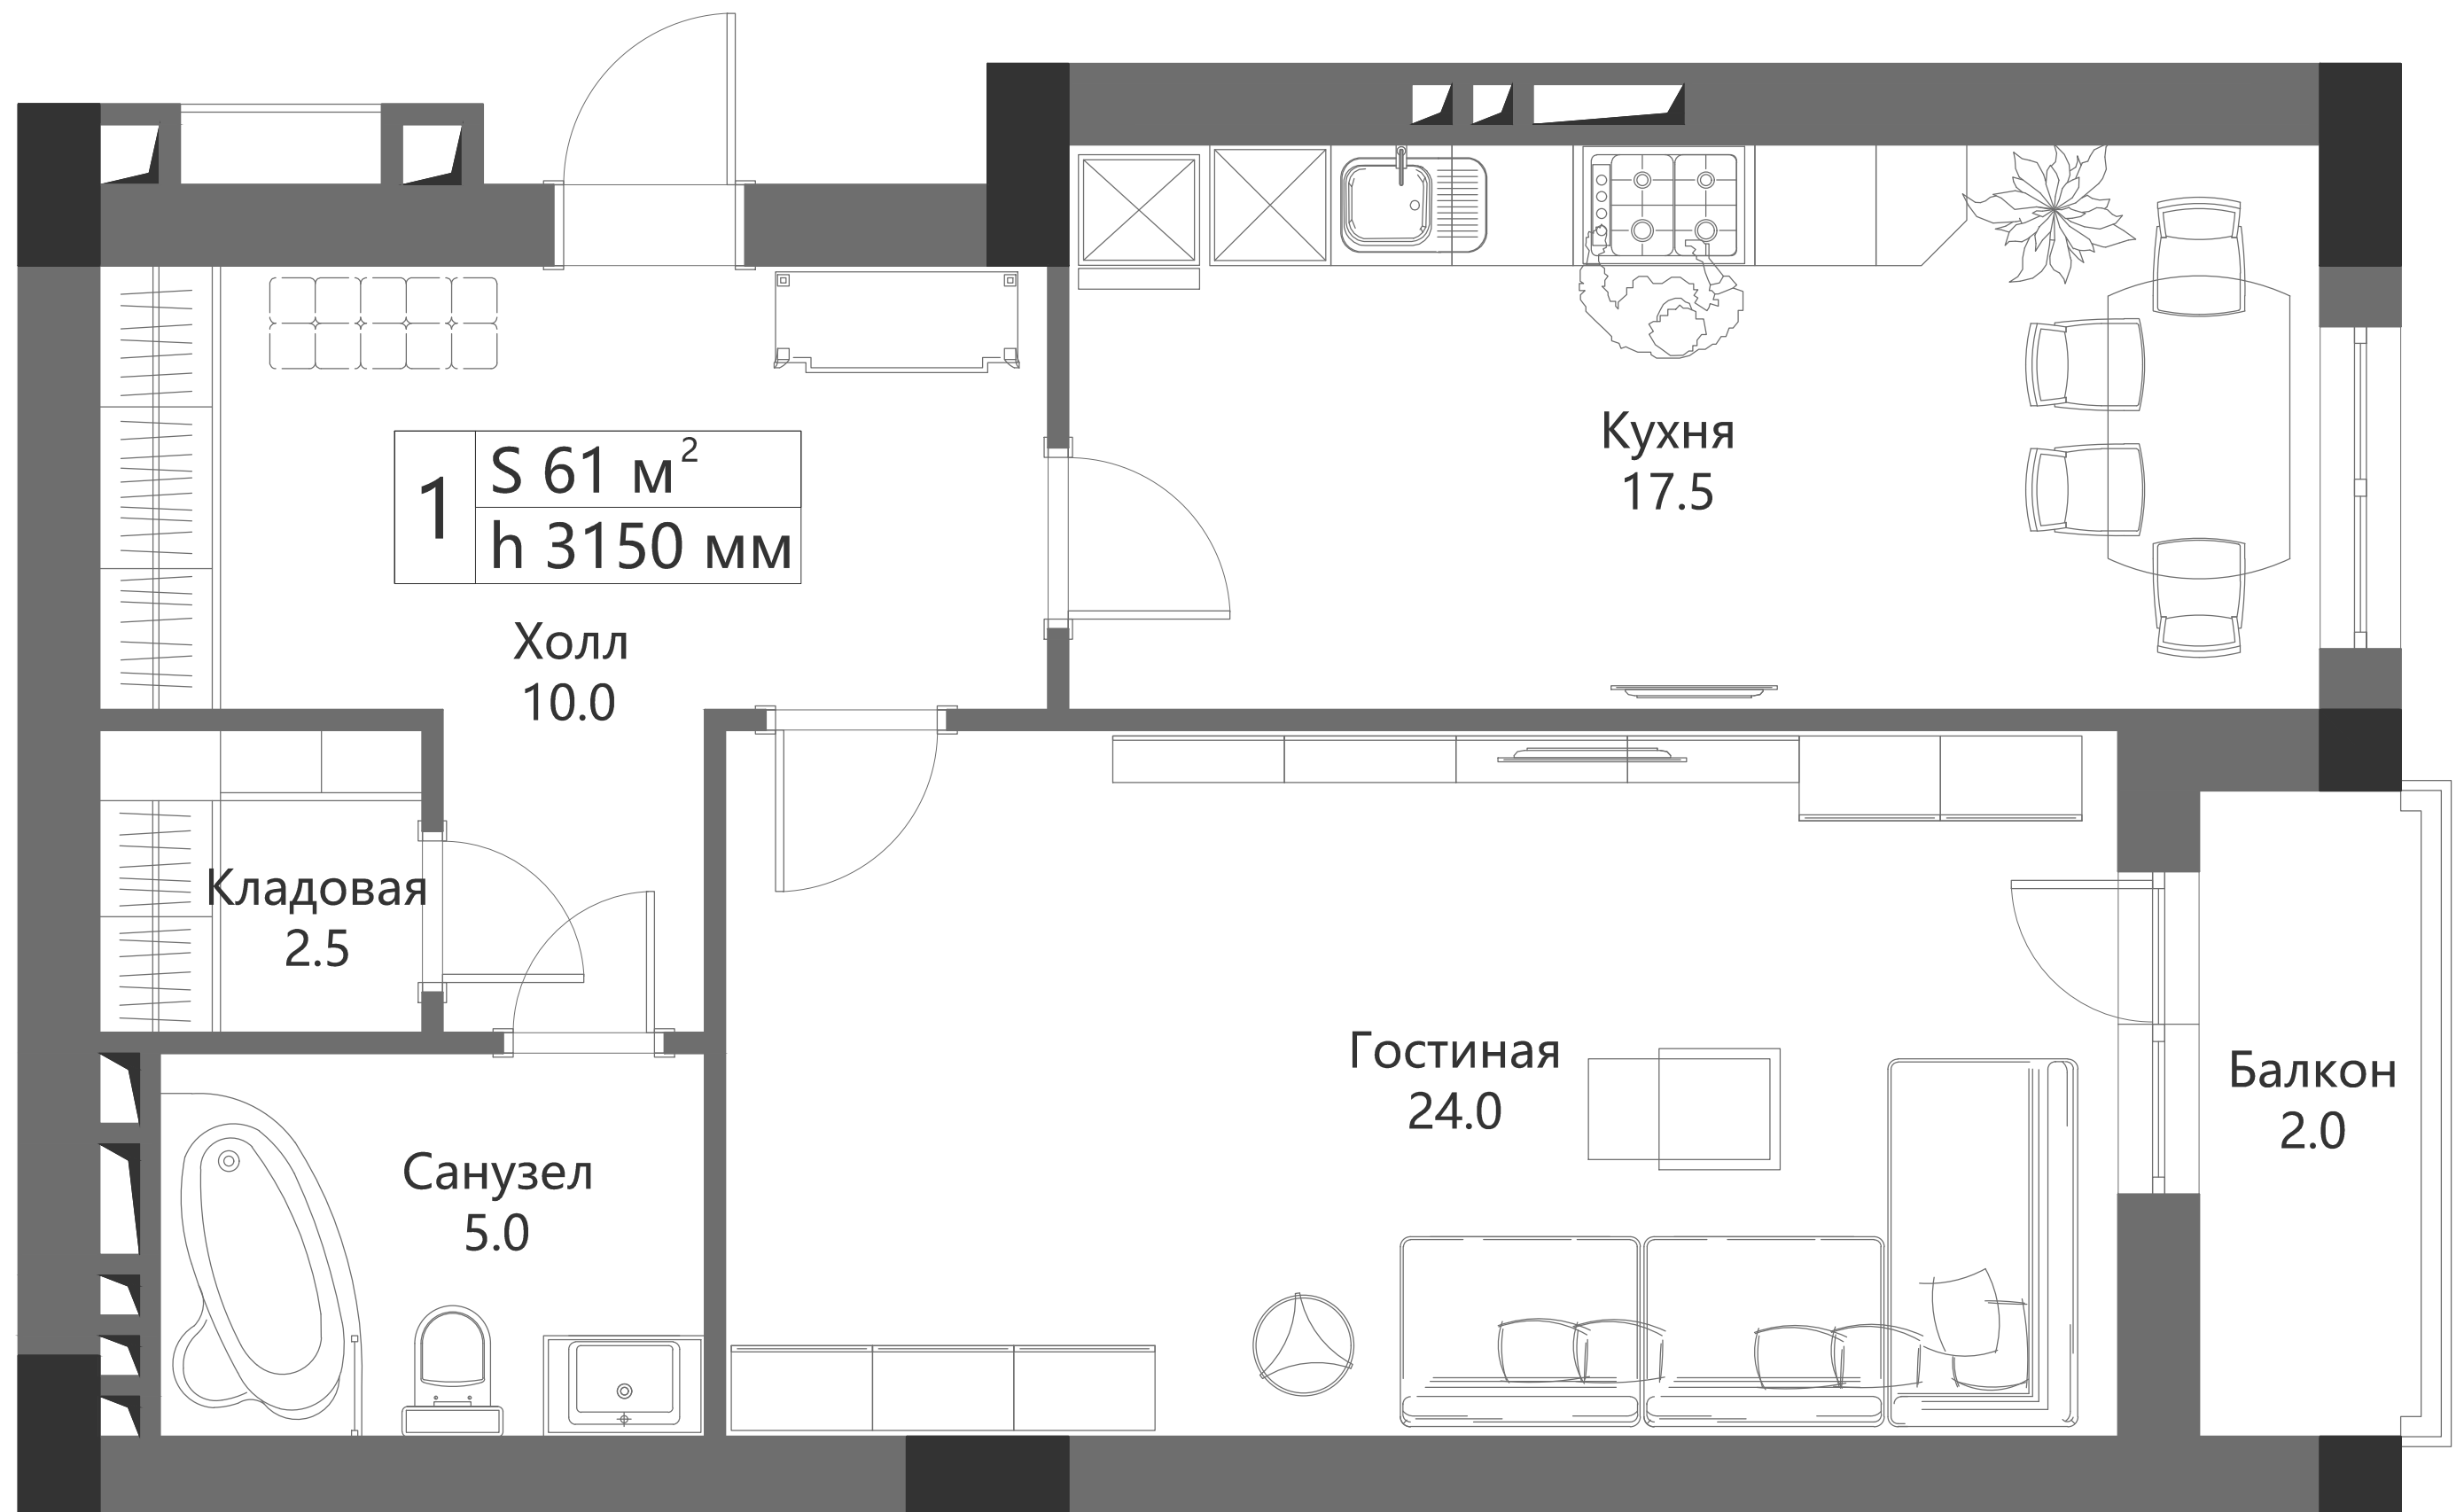 1
S 61 м²
h 3150 мм
Холл
10.0
Кухня
17.5
Кладовая
2.5
Гостиная
24.0
Балкон
2.0
Санузел
5.0